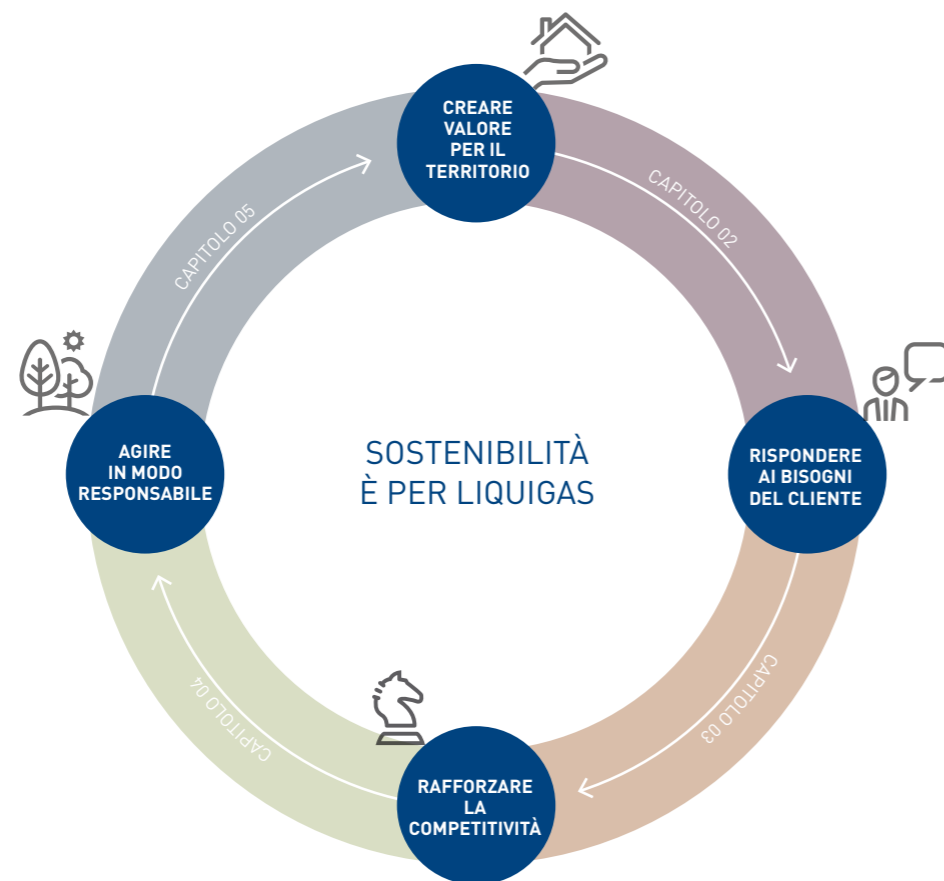 CREARE
VALORE
PER IL
TERRITORIO
CAPITOLO 02
RISPONDERE
AI BISOGNI
DEL CLIENTE
CAPITOLO 03
RAFFORZARE
LA
COMPETITIVITÀ
CAPITOLO 04
AGIRE
IN MODO
RESPONSABILE
CAPITOLO 05
SOSTENIBILITÀ
È PER LIQUIGAS